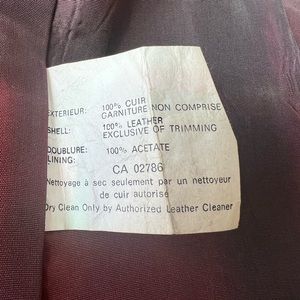 EXTERIEUR: 100% CUIR
GARNITURE NON COMPRISE
SHELL: 100% LEATHER
EXCLUSIVE OF TRIMMING
DOUBLURE: 100% ACETATE
LINING:
CA 02786
Nettoyage à sec seulement par un nettoyeur
de cuir autorisé
Dry Clean Only by Authorized Leather Cleaner